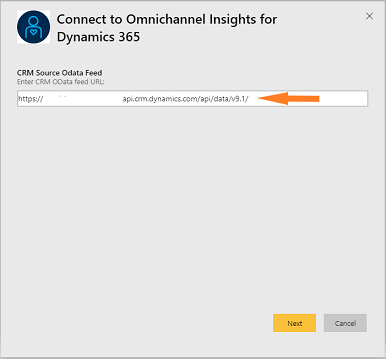 Connect to Omnichannel Insights for
Dynamics 365
CRM Source Odata Feed
Enter CRM OData feed URL:
https:// api.crm.dynamics.com/api/data/v9.1/
Next Cancel